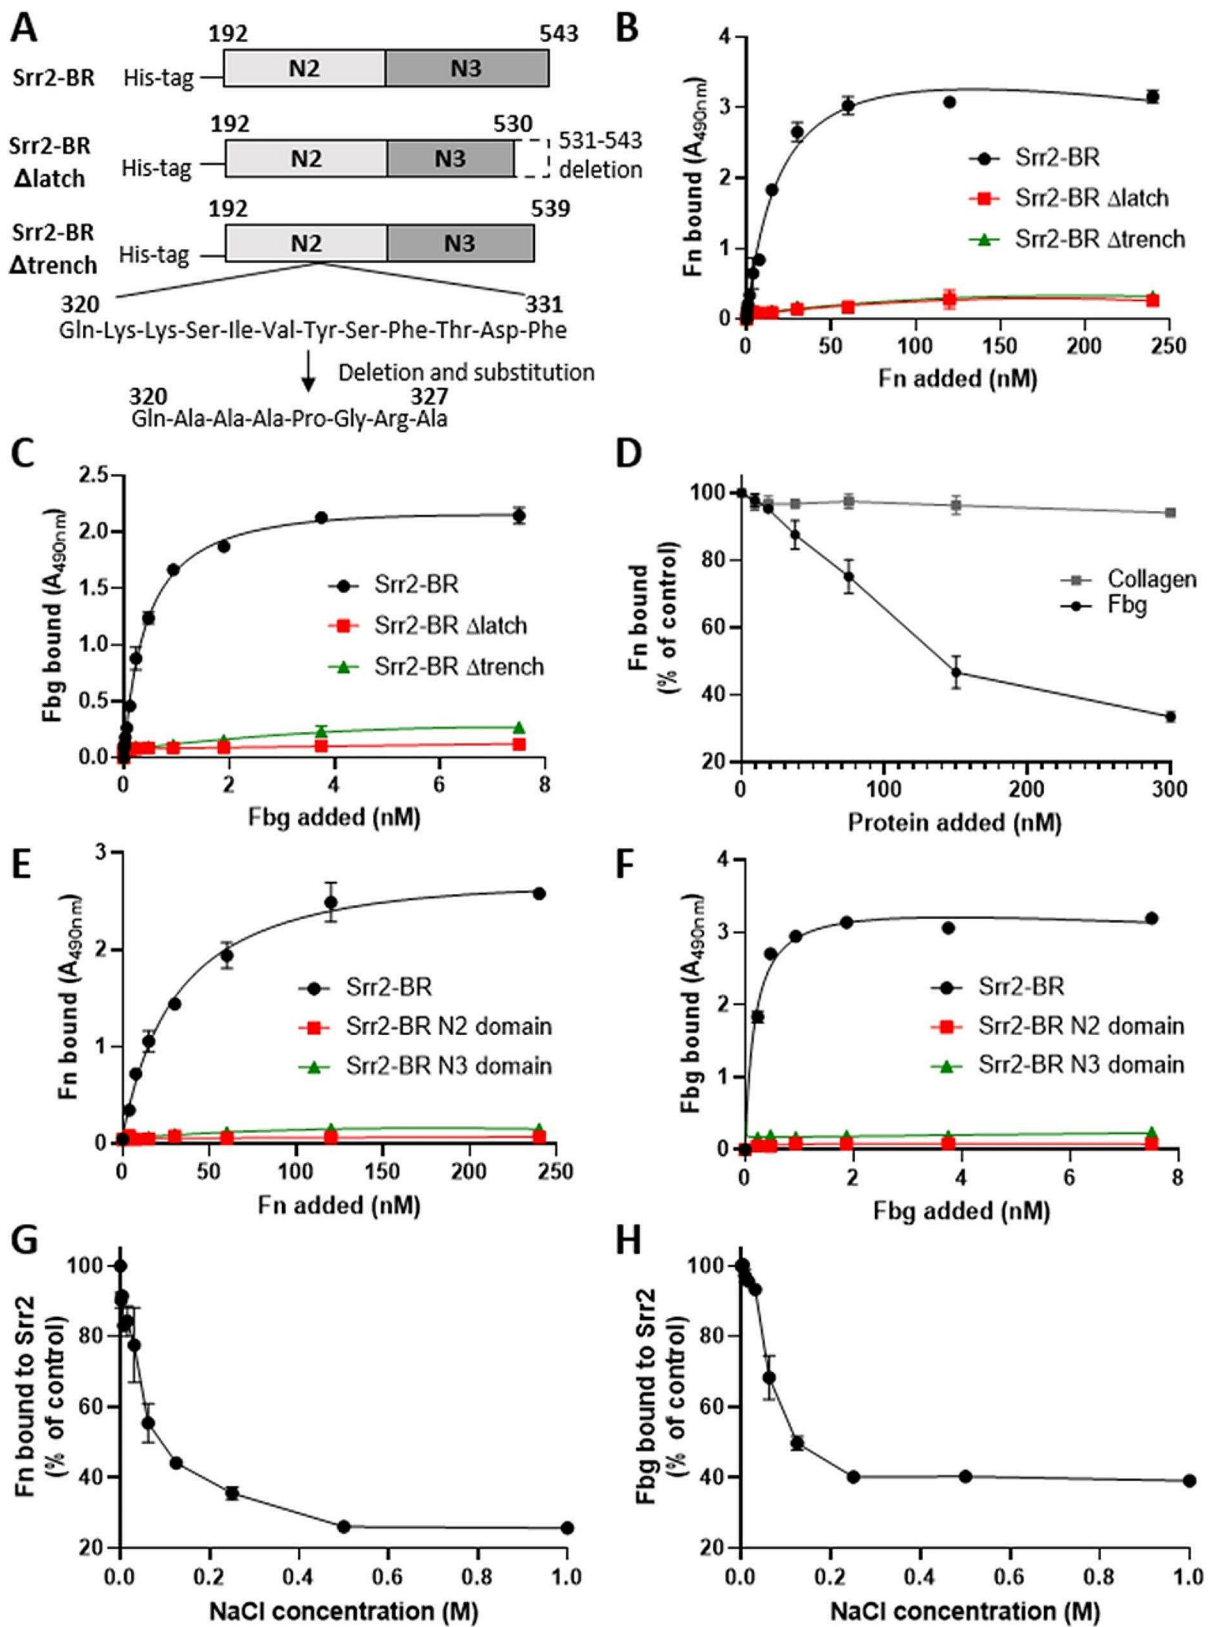 A
192 543
Srr2-BR His-tag N2 N3
192 530
Srr2-BR Δlatch His-tag N2 N3 531-543 deletion
192 539
Srr2-BR Δtrench His-tag N2 N3
320 331
Gln-Lys-Lys-Ser-Ile-Val-Tyr-Ser-Phe-Thr-Asp-Phe
Deletion and substitution
320 327
Gln-Ala-Ala-Ala-Pro-Gly-Arg-Ala
B
Fn bound (A490nm)
4
3
2
1
0
Srr2-BR
Srr2-BR Δlatch
Srr2-BR Δtrench
0 50 100 150 200 250
Fn added (nM)
C
Fbg bound (A490nm)
2.5
2.0
1.5
1.0
0.5
0.0
Srr2-BR
Srr2-BR Δlatch
Srr2-BR Δtrench
0 2 4 6 8
Fbg added (nM)
D
Fn bound
(% of control)
100
80
60
40
20
Collagen
Fbg
0 100 200 300
Protein added (nM)
E
Fn bound (A490nm)
3
2
1
0
Srr2-BR
Srr2-BR N2 domain
Srr2-BR N3 domain
0 50 100 150 200 250
Fn added (nM)
F
Fbg bound (A490nm)
4
3
2
1
0
Srr2-BR
Srr2-BR N2 domain
Srr2-BR N3 domain
0 2 4 6 8
Fbg added (nM)
G
Fn bound to Srr2
(% of control)
100
80
60
40
20
0.0 0.2 0.4 0.6 0.8 1.0
NaCl concentration (M)
H
Fbg bound to Srr2
(% of control)
100
80
60
40
20
0.0 0.2 0.4 0.6 0.8 1.0
NaCl concentration (M)